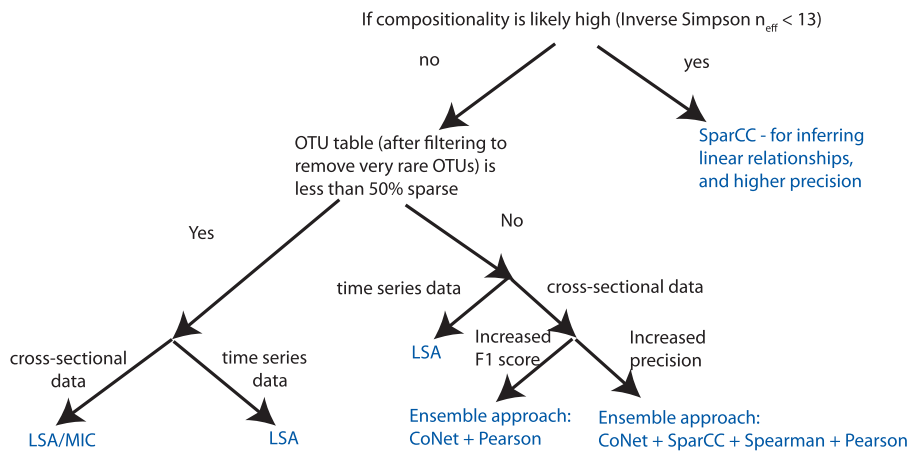 If compositionality is likely high (Inverse Simpson neff < 13)
no
yes
OTU table (after filtering to
remove very rare OTUs) is
less than 50% sparse
SparCC - for inferring
linear relationships,
and higher precision
Yes
No
time series data
cross-sectional data
cross-sectional
data
time series
data
LSA
Increased
F1 score
Increased
precision
LSA/MIC
LSA
Ensemble approach:
CoNet + Pearson
Ensemble approach:
CoNet + SparCC + Spearman + Pearson